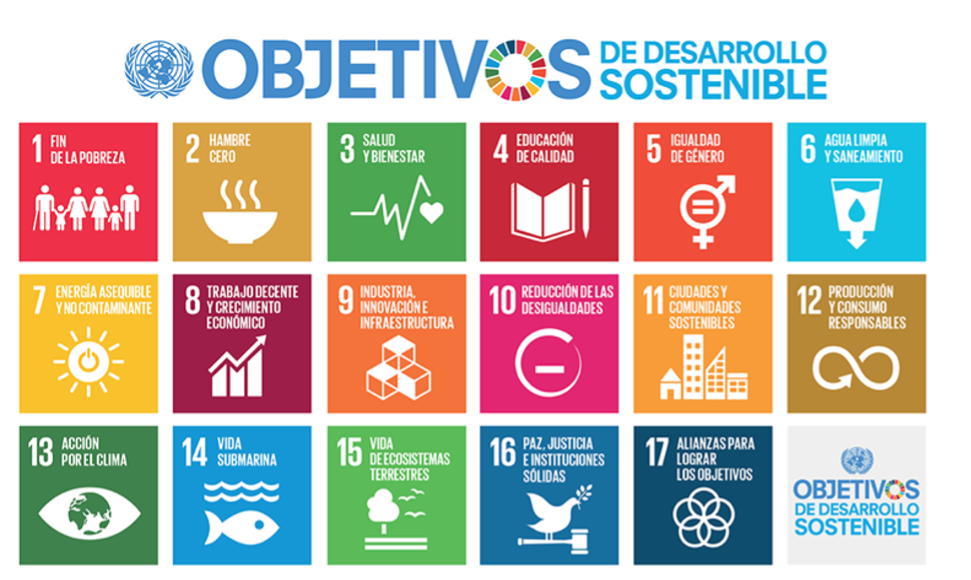 OBJETIVOS DE DESARROLLO
SOSTENIBLE
1 FIN
DE LA POBREZA
2 HAMBRE
CERO
3 SALUD
Y BIENESTAR
4 EDUCACIÓN
DE CALIDAD
5 IGUALDAD
DE GÉNERO
6 AGUA LIMPIA
Y SANEAMIENTO
7 ENERGÍA ASEQUIBLE
Y NO CONTAMINANTE
8 TRABAJO DECENTE
Y CRECIMIENTO
ECONÓMICO
9 INDUSTRIA,
INNOVACIÓN E
INFRAESTRUCTURA
10 REDUCCIÓN DE LAS
DESIGUALDADES
11 CIUDADES Y
COMUNIDADES
SOSTENIBLES
12 PRODUCCIÓN
Y CONSUMO
RESPONSABLES
13 ACCIÓN
POR EL CLIMA
14 VIDA
SUBMARINA
15 VIDA
DE ECOSISTEMAS
TERRESTRES
16 PAZ, JUSTICIA
E INSTITUCIONES
SÓLIDAS
17 ALIANZAS PARA
LOGRAR
LOS OBJETIVOS
OBJETIVOS
DE DESARROLLO
SOSTENIBLE